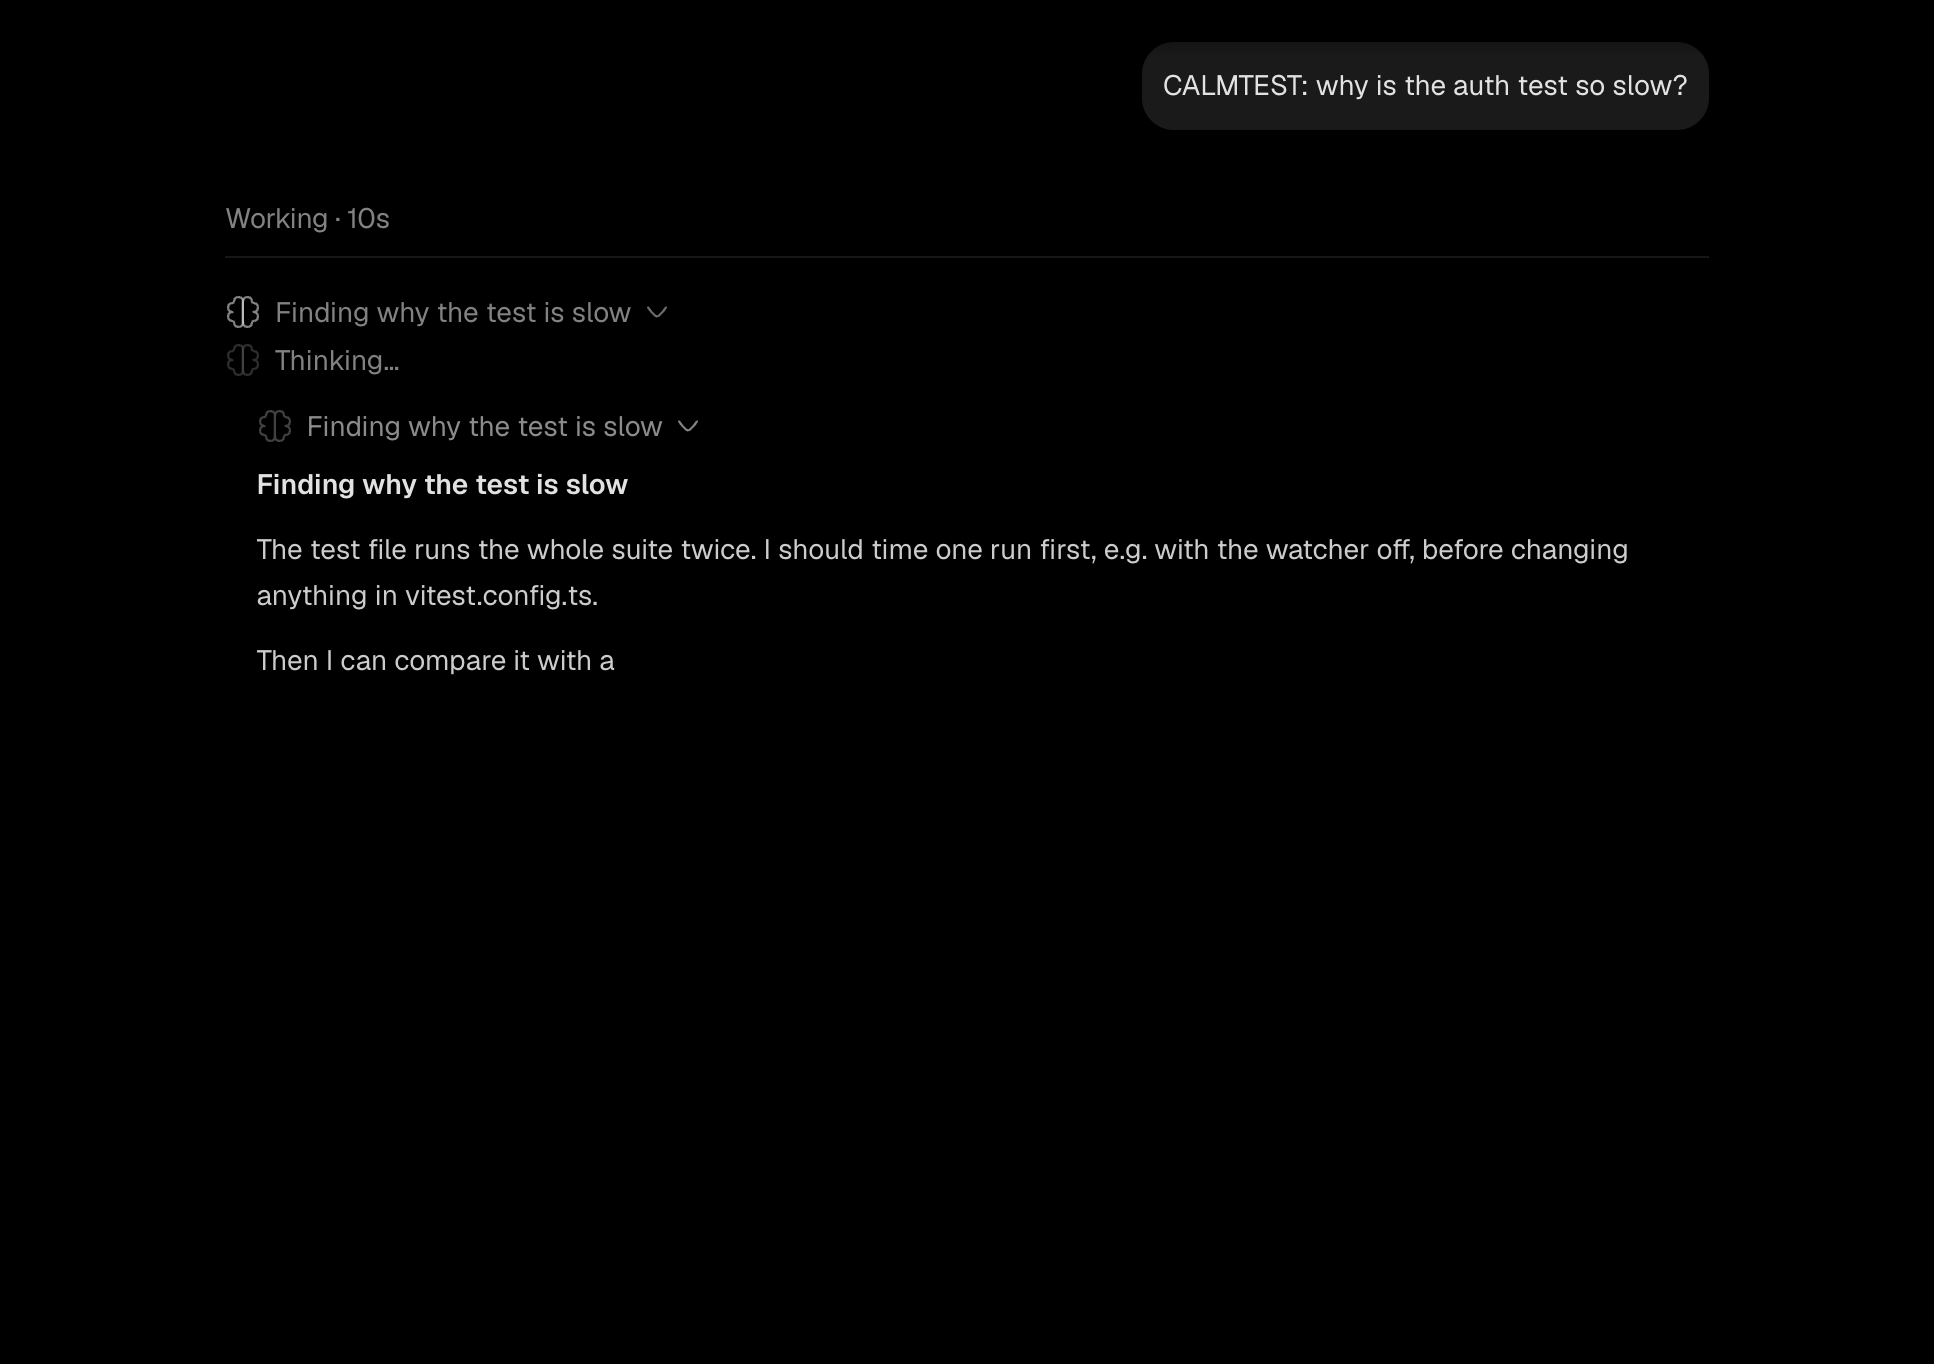 CALMTEST: why is the auth test so slow?
Working · 10s
Finding why the test is slow
Thinking...
Finding why the test is slow
Finding why the test is slow
The test file runs the whole suite twice. I should time one run first, e.g. with the watcher off, before changing
anything in vitest.config.ts.
Then I can compare it with a